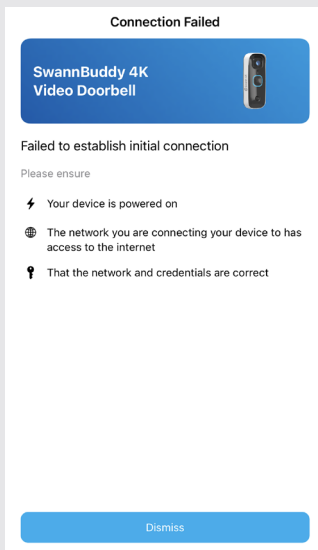 Connection Failed
SwannBuddy 4K
Video Doorbell
Failed to establish initial connection
Please ensure
Your device is powered on
The network you are connecting your device to has
access to the internet
That the network and credentials are correct
Dismiss